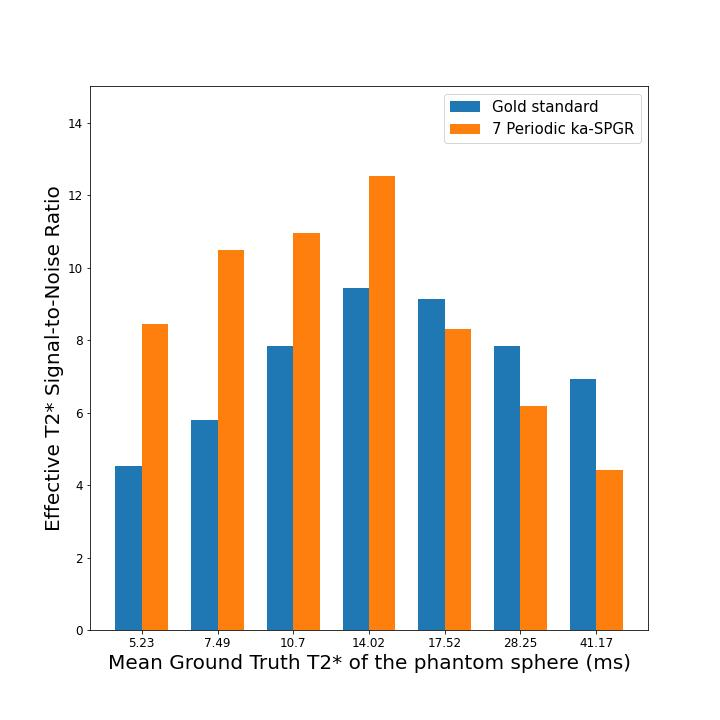 Gold standard
7 Periodic ka-SPGR
Effective T2* Signal-to-Noise Ratio
14
12
10
8
6
4
2
0
5.23 7.49 10.7 14.02 17.52 28.25 41.17
Mean Ground Truth T2* of the phantom sphere (ms)